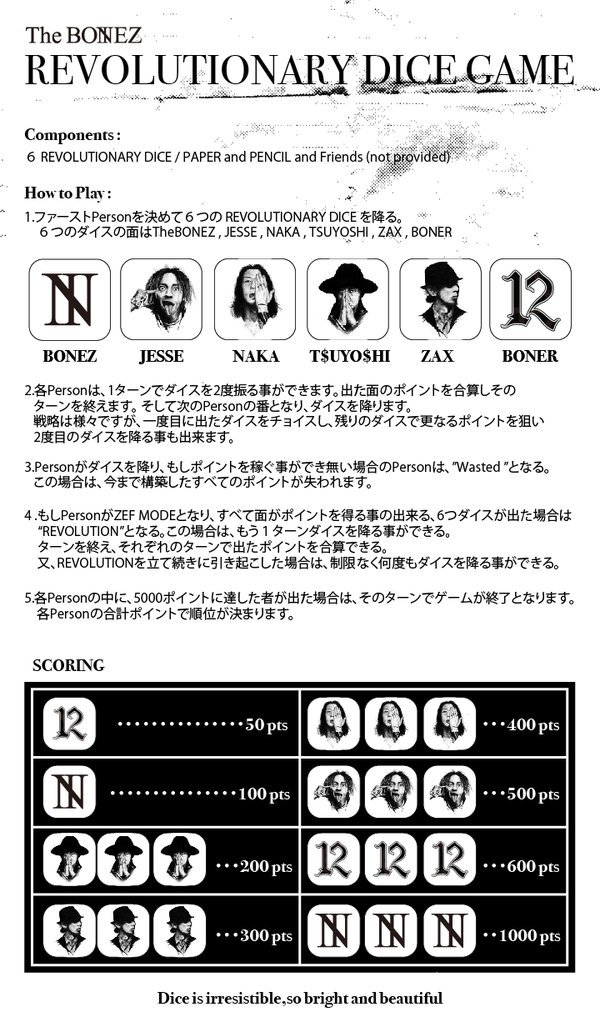 The BONEZ
REVOLUTIONARY DICE GAME
Components :
６ REVOLUTIONARY DICE / PAPER and PENCIL and Friends (not provided)
How to Play :
1.ファーストPersonを決めて６つの REVOLUTIONARY DICE を降る。
６つのダイスの面はTheBONEZ , JESSE , NAKA , TSUYOSHI , ZAX , BONER
N
12
BONEZ JESSE NAKA T$UYO$HI ZAX BONER
2.各Personは、1ターンでダイスを2度振る事ができます。出た面のポイントを合算しその
ターンを終えます。そして次のPersonの番となり、ダイスを降ります。
戦略は様々ですが、一度目に出たダイスをチョイスし、残りのダイスで更なるポイントを狙い
2度目のダイスを降る事も出来ます。
3.Personがダイスを降り、もしポイントを稼ぐ事ができ無い場合のPersonは、”Wasted ”となる。
この場合は、今まで構築したすべてのポイントが失われます。
４.もしPersonがZEF MODEとなり、すべて面がポイントを得る事の出来る、6つダイスが出た場合は
“REVOLUTION”となる。この場合は、もう１ターンダイスを降る事ができる。
ターンを終え、それぞれのターンで出たポイントを合算できる。
又、REVOLUTIONを立て続きに引き起こした場合は、制限なく何度もダイスを降る事ができる。
5.各Personの中に、5000ポイントに達した者が出た場合は、そのターンでゲームが終了となります。
各Personの合計ポイントで順位が決まります。
SCORING
12 ··············50 pts
···400 pts
N ··············100 pts
···500 pts
···200 pts
12 12 12 ···600 pts
···300 pts
N N N ··1000 pts
Dice is irresistible,so bright and beautiful